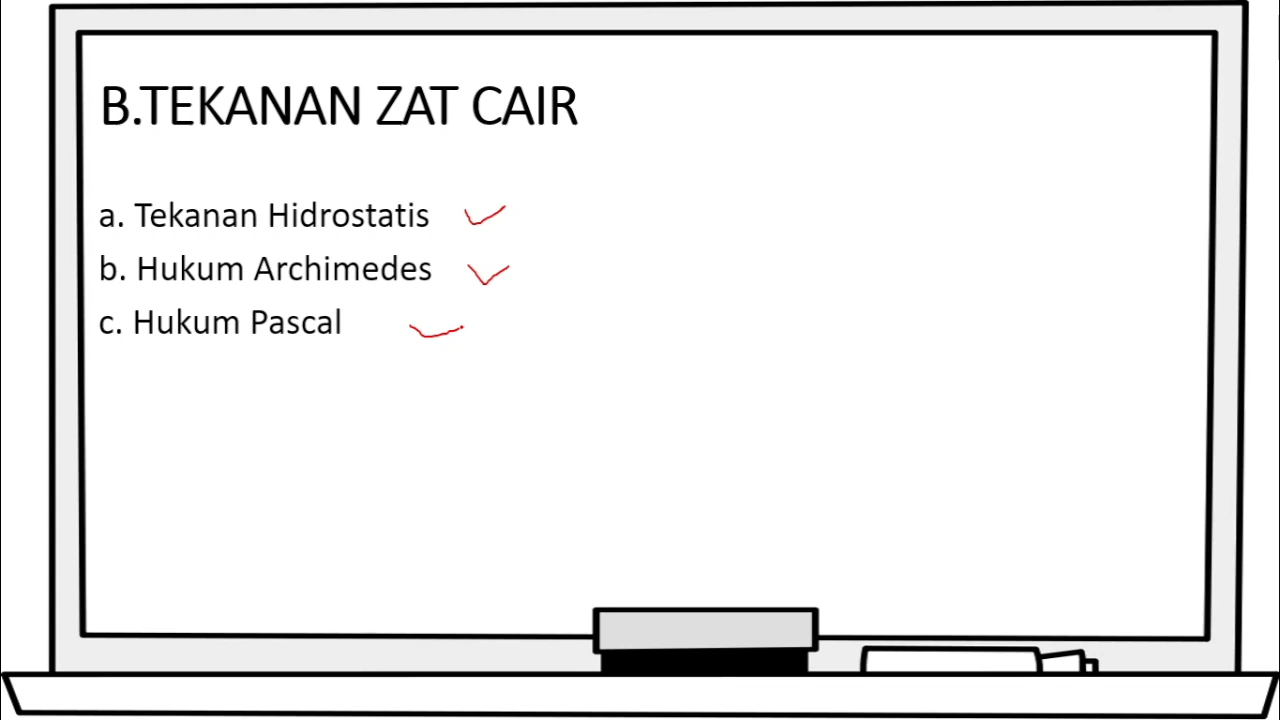 B.TEKANAN ZAT CAIR
a. Tekanan Hidrostatis
b. Hukum Archimedes
c. Hukum Pascal